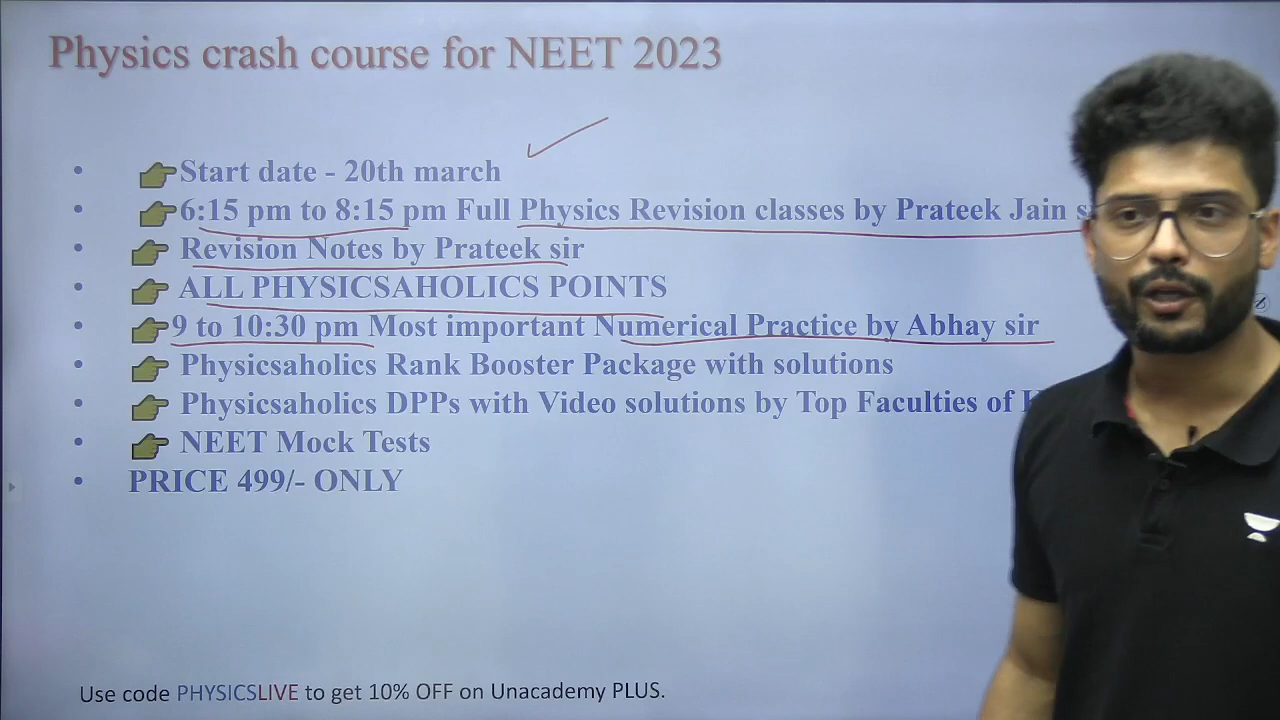 Physics crash course for NEET 2023
• 👉Start date - 20th march
• 👉6:15 pm to 8:15 pm Full Physics Revision classes by Prateek Jain
• 👉Revision Notes by Prateek sir
• 👉ALL PHYSICSAHOLICS POINTS
• 👉9 to 10:30 pm Most important Numerical Practice by Abhay sir
• 👉Physicsaholics Rank Booster Package with solutions
• 👉Physicsaholics DPPs with Video solutions by Top Faculties of
• 👉NEET Mock Tests
• PRICE 499/- ONLY
Use code PHYSICSLIVE to get 10% OFF on Unacademy PLUS.